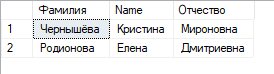 Фамилия Name Отчество
1 Чернышёва Кристина Мироновна
2 Родионова Елена Дмитриевна